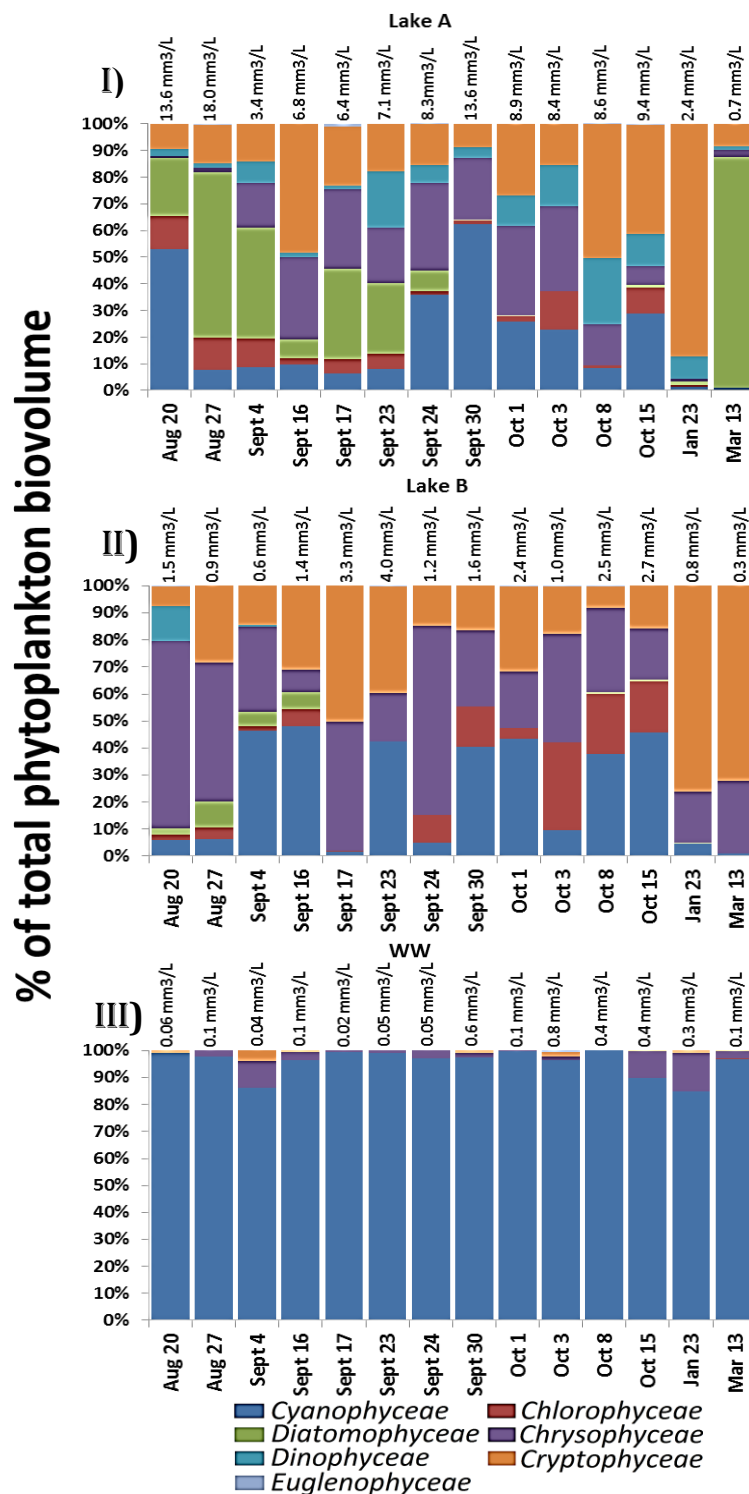 Lake A
I)
13.6 mm3/L
18.0 mm3/L
3.4 mm3/L
6.8 mm3/L
6.4 mm3/L
7.1 mm3/L
8.3mm3/L
13.6 mm3/L
8.9 mm3/L
8.4 mm3/L
8.6 mm3/L
9.4 mm3/L
2.4 mm3/L
0.7 mm3/L
100%
90%
80%
70%
60%
50%
40%
30%
20%
10%
0%
Aug 20
Aug 27
Sept 4
Sept 16
Sept 17
Sept 23
Sept 24
Sept 30
Oct 1
Oct 3
Oct 8
Oct 15
Jan 23
Mar 13
% of total phytoplankton biovolume
Lake B
II)
1.5 mm3/L
0.9 mm3/L
0.6 mm3/L
1.4 mm3/L
3.3 mm3/L
4.0 mm3/L
1.2 mm3/L
1.6 mm3/L
2.4 mm3/L
1.0 mm3/L
2.5 mm3/L
2.7 mm3/L
0.8 mm3/L
0.3 mm3/L
100%
90%
80%
70%
60%
50%
40%
30%
20%
10%
0%
Aug 20
Aug 27
Sept 4
Sept 16
Sept 17
Sept 23
Sept 24
Sept 30
Oct 1
Oct 3
Oct 8
Oct 15
Jan 23
Mar 13
WW
III)
0.06 mm3/L
0.1 mm3/L
0.04 mm3/L
0.1 mm3/L
0.02 mm3/L
0.05 mm3/L
0.05 mm3/L
0.6 mm3/L
0.1 mm3/L
0.8 mm3/L
0.4 mm3/L
0.4 mm3/L
0.3 mm3/L
0.1 mm3/L
100%
90%
80%
70%
60%
50%
40%
30%
20%
10%
0%
Aug 20
Aug 27
Sept 4
Sept 16
Sept 17
Sept 23
Sept 24
Sept 30
Oct 1
Oct 3
Oct 8
Oct 15
Jan 23
Mar 13
Cyanophyceae
Chlorophyceae
Diatomophyceae
Chrysophyceae
Dinophyceae
Cryptophyceae
Euglenophyceae